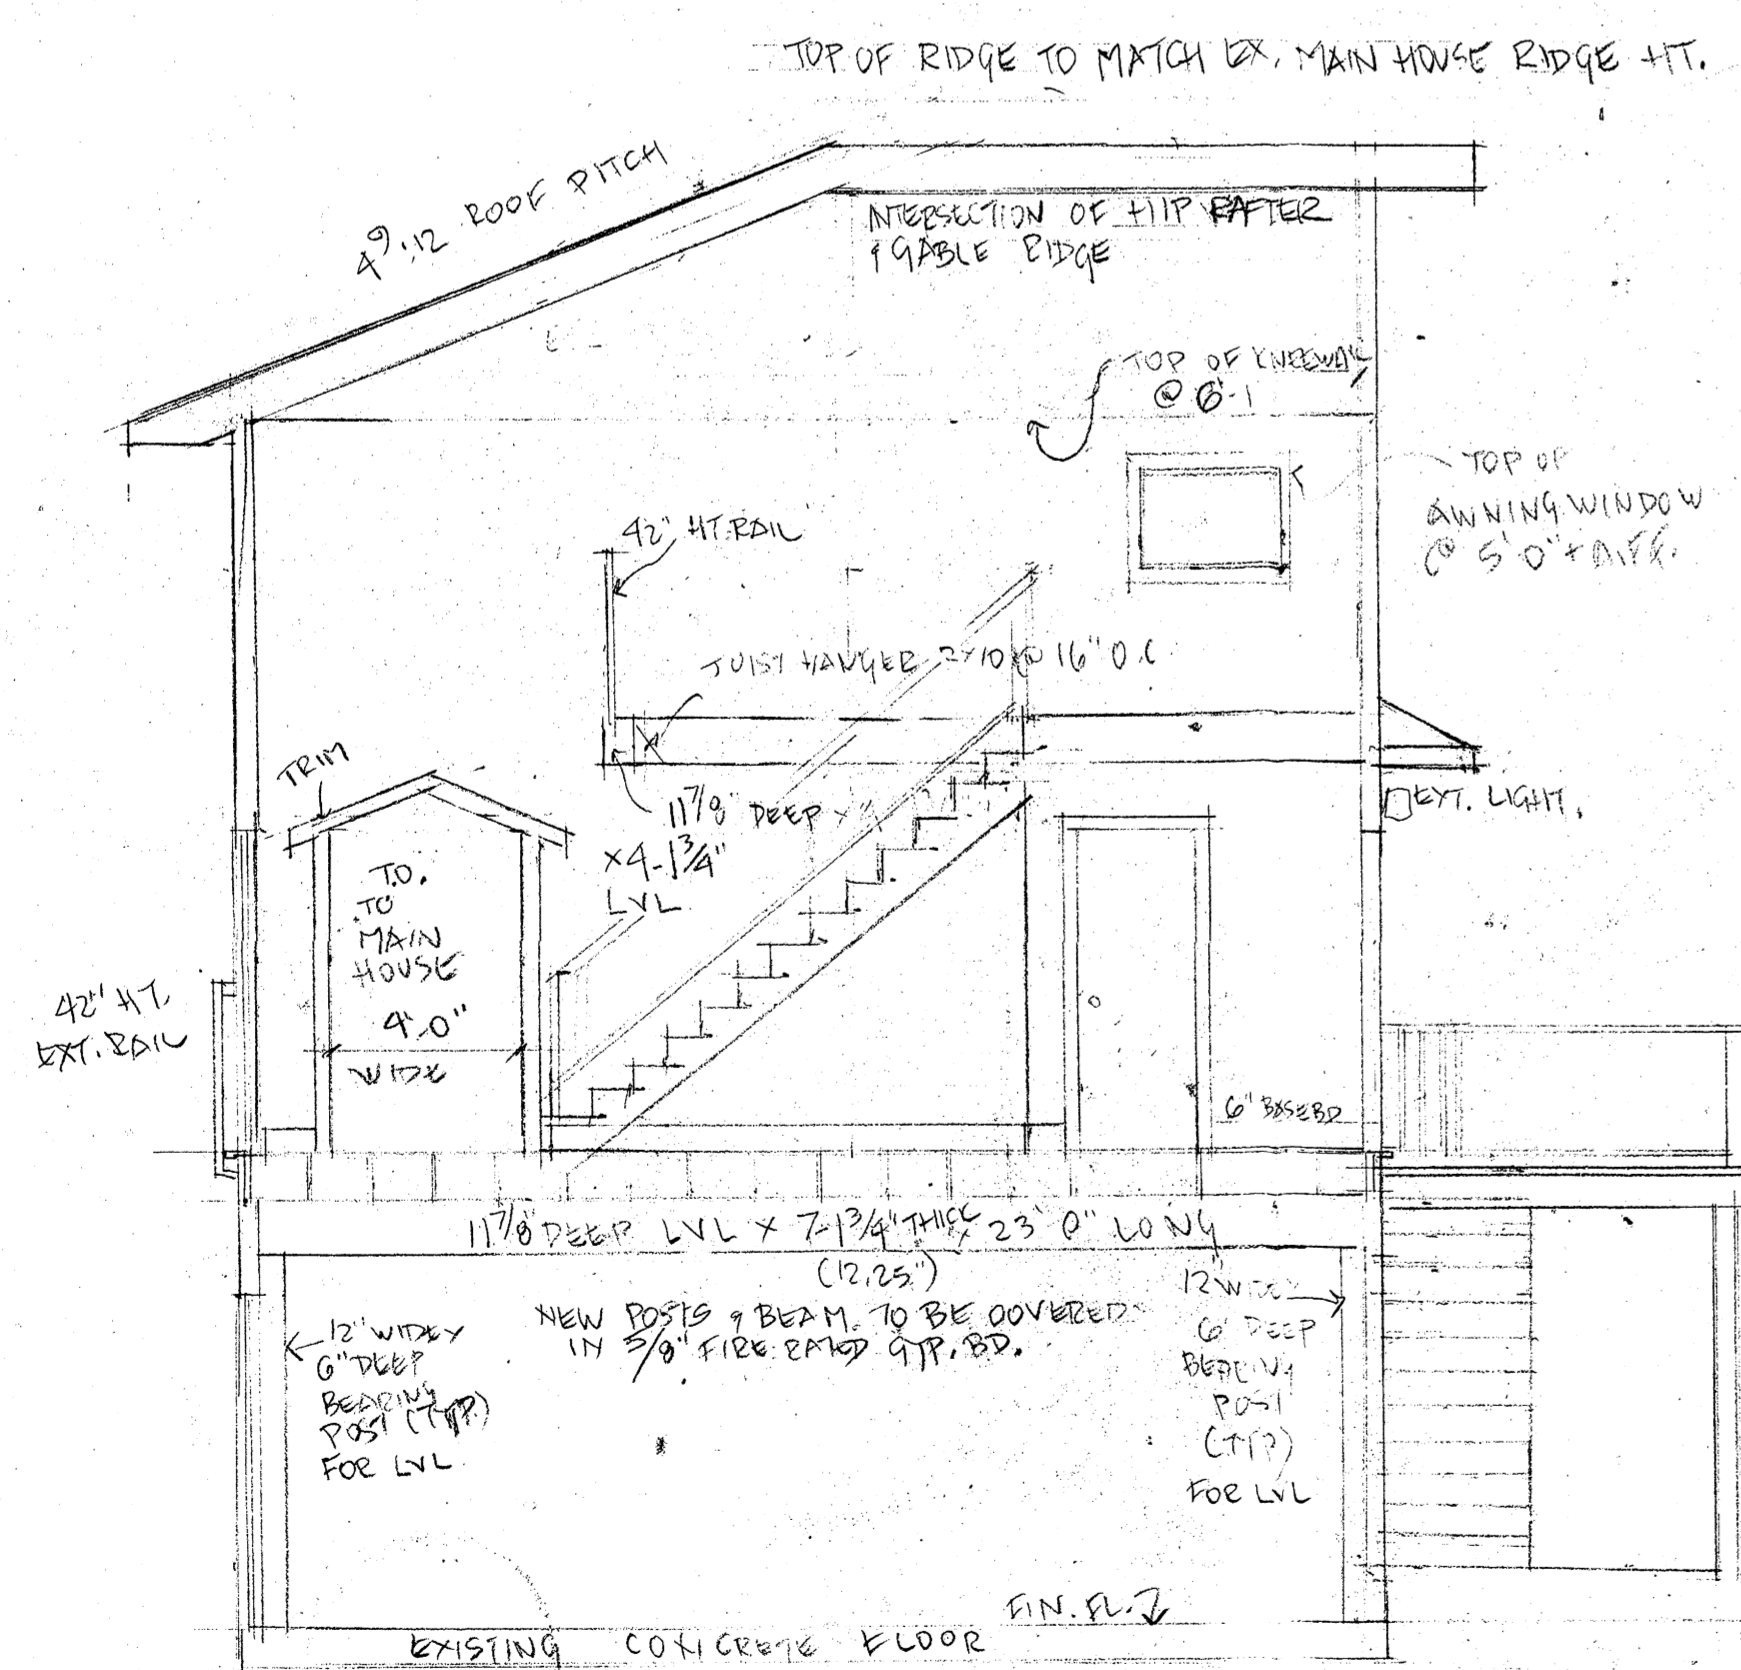 TOP OF RIDGE TO MATCH EX. MAIN HOUSE RIDGE HT.
4 9:12 ROOF PITCH
INTERSECTION OF HIP RAFTER
& GABLE RIDGE
TOP OF KNEEWALL
@ 6'-1
TOP OF
AWNING WINDOW
@ 5'0" + DIFF.
42" HT. RAIL
JOIST HANGER 2x10 @ 16" O.C.
TRIM
11 7/8" DEEP X
x 4-1 3/4"
LVL
EXT. LIGHT.
T.O.
TO
MAIN
HOUSE
4'-0"
WIDE
42" HT.
EXT. RAIL
6" BASEBD
11 7/8" DEEP LVL x 7-1 3/4" THICK x 23' 0" LONG
(12.25")
NEW POSTS & BEAM TO BE COVERED
IN 5/8" FIRE RATED GYP. BD.
12" WIDE x
6" DEEP
BEARING
POST (TYP.)
FOR LVL
12" WIDE x
6" DEEP
BEARING
POST
(TYP)
FOR LVL
FIN. FL.
EXISTING CONCRETE FLOOR